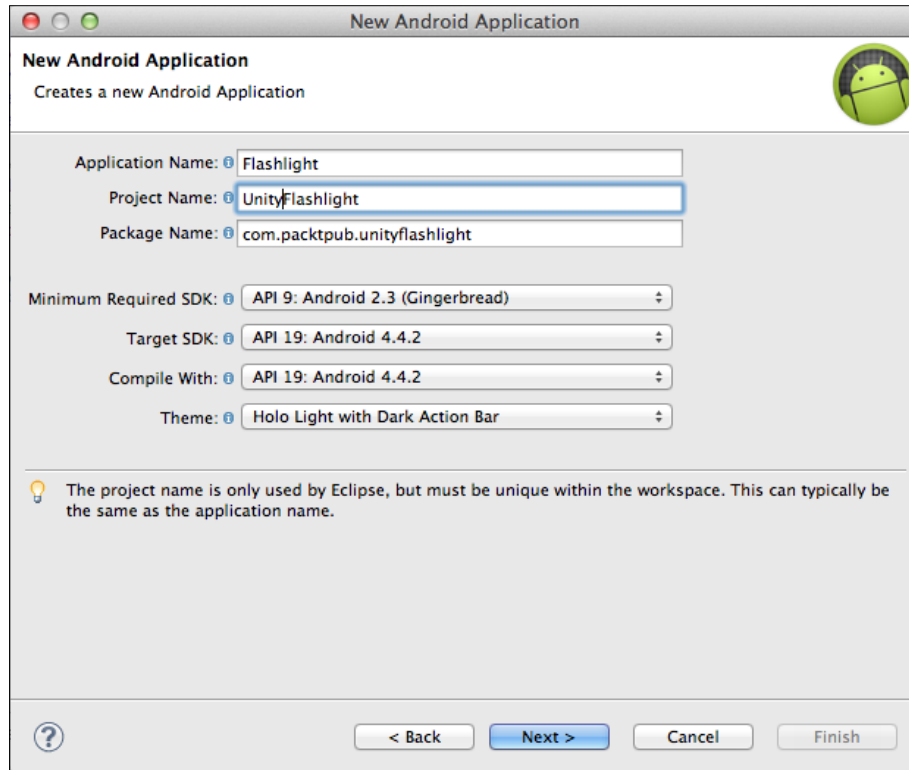 New Android Application
New Android Application
Creates a new Android Application
Application Name: Flashlight
Project Name: UnityFlashlight
Package Name: com.packtpub.unityflashlight
Minimum Required SDK: API 9: Android 2.3 (Gingerbread)
Target SDK: API 19: Android 4.4.2
Compile With: API 19: Android 4.4.2
Theme: Holo Light with Dark Action Bar
The project name is only used by Eclipse, but must be unique within the workspace. This can typically be
the same as the application name.
? < Back Next > Cancel Finish